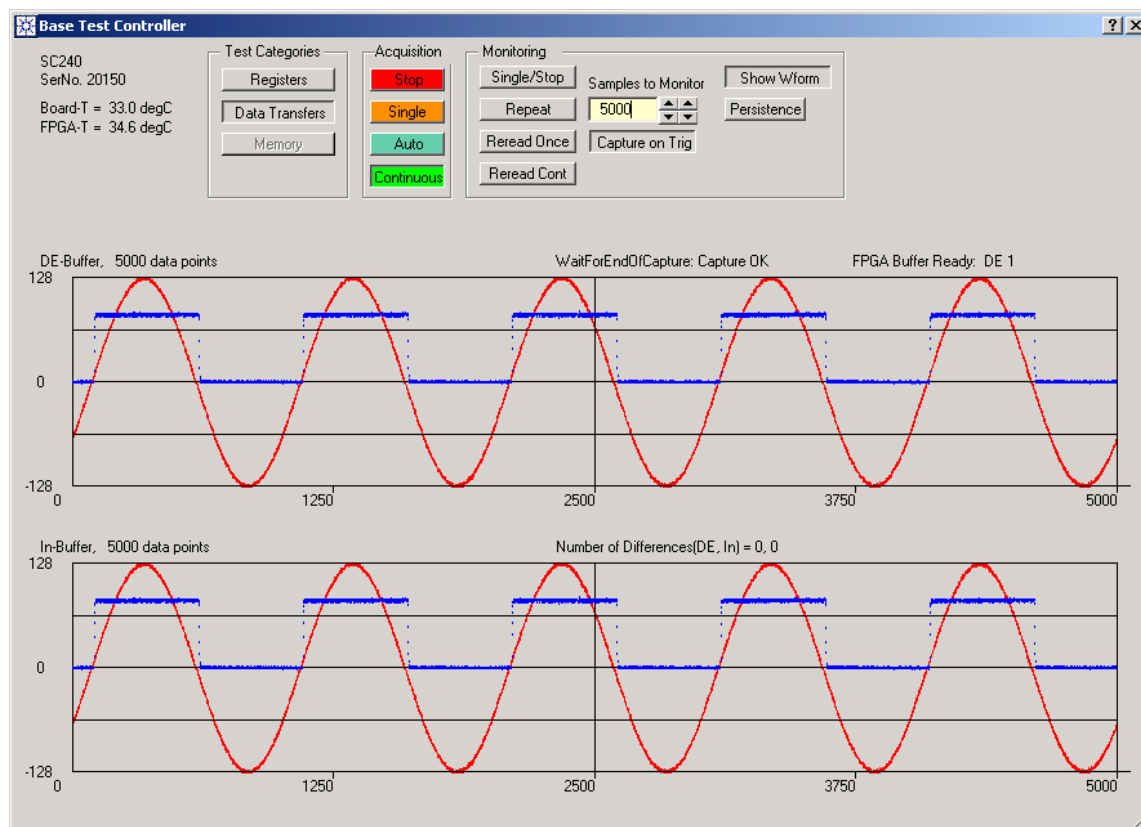 Base Test Controller
SC240
SerNo. 20150
Board-T = 33.0 degC
FPGA-T = 34.6 degC
Test Categories
Registers
Data Transfers
Memory
Acquisition
Stop
Single
Auto
Continuous
Monitoring
Single/Stop
Repeat
Reread Once
Reread Cont
Samples to Monitor
5000
Capture on Trig
Show Wform
Persistence
DE-Buffer, 5000 data points
WaitForEndOfCapture: Capture OK
FPGA Buffer Ready: DE 1
128
0
-128
0 1250 2500 3750 5000
In-Buffer, 5000 data points
Number of Differences(DE, In) = 0, 0
128
0
-128
0 1250 2500 3750 5000